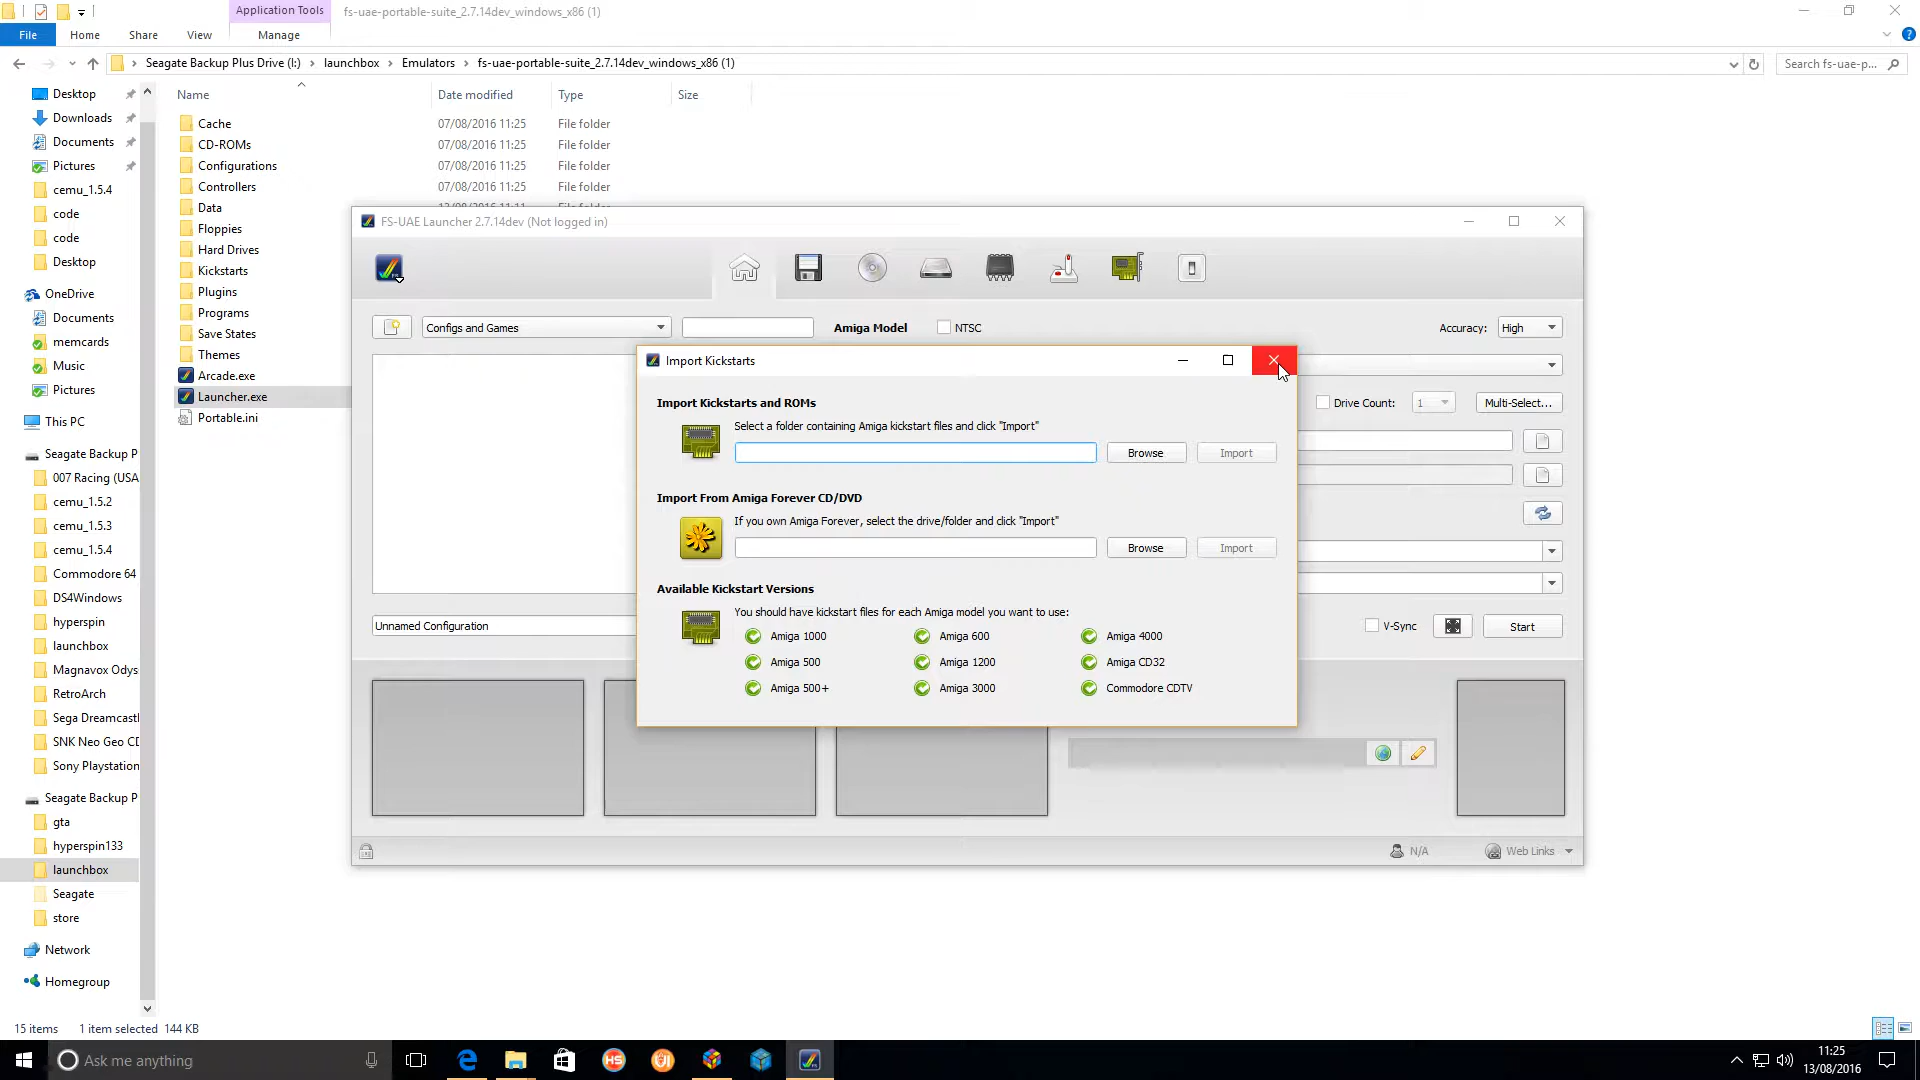 Application Tools
fs-uae-portable-suite_2.7.14dev_windows_x86 (1)
File
Home
Share
View
Manage
Seagate Backup Plus Drive (I:)
launchbox
Emulators
fs-uae-portable-suite_2.7.14dev_windows_x86 (1)
Search fs-uae-p...
Desktop
Downloads
Documents
Pictures
cemu_1.5.4
code
code
Desktop
OneDrive
Documents
memcards
Music
Pictures
This PC
Seagate Backup P
007 Racing (USA
cemu_1.5.2
cemu_1.5.3
cemu_1.5.4
Commodore 64
DS4Windows
hyperspin
launchbox
Magnavox Odys
RetroArch
Sega Dreamcast
SNK Neo Geo CD
Sony Playstation
Seagate Backup P
gta
hyperspin133
launchbox
Seagate
store
Network
Homegroup
Name
Date modified
Type
Size
Cache 07/08/2016 11:25 File folder
CD-ROMs 07/08/2016 11:25 File folder
Configurations 07/08/2016 11:25 File folder
Controllers 07/08/2016 11:25 File folder
Data
Floppies
Hard Drives
Kickstarts
Plugins
Programs
Save States
Themes
Arcade.exe
Launcher.exe
Portable.ini
FS-UAE Launcher 2.7.14dev (Not logged in)
Configs and Games
Amiga Model
NTSC
Accuracy:
High
Drive Count:
1
Multi-Select...
Unnamed Configuration
V-Sync
Start
N/A
Web Links
Import Kickstarts
Import Kickstarts and ROMs
Select a folder containing Amiga kickstart files and click "Import"
Browse
Import
Import From Amiga Forever CD/DVD
If you own Amiga Forever, select the drive/folder and click "Import"
Browse
Import
Available Kickstart Versions
You should have kickstart files for each Amiga model you want to use:
Amiga 1000 Amiga 600 Amiga 4000
Amiga 500 Amiga 1200 Amiga CD32
Amiga 500+ Amiga 3000 Commodore CDTV
15 items
1 item selected 144 KB
Ask me anything
HS
11:25
13/08/2016